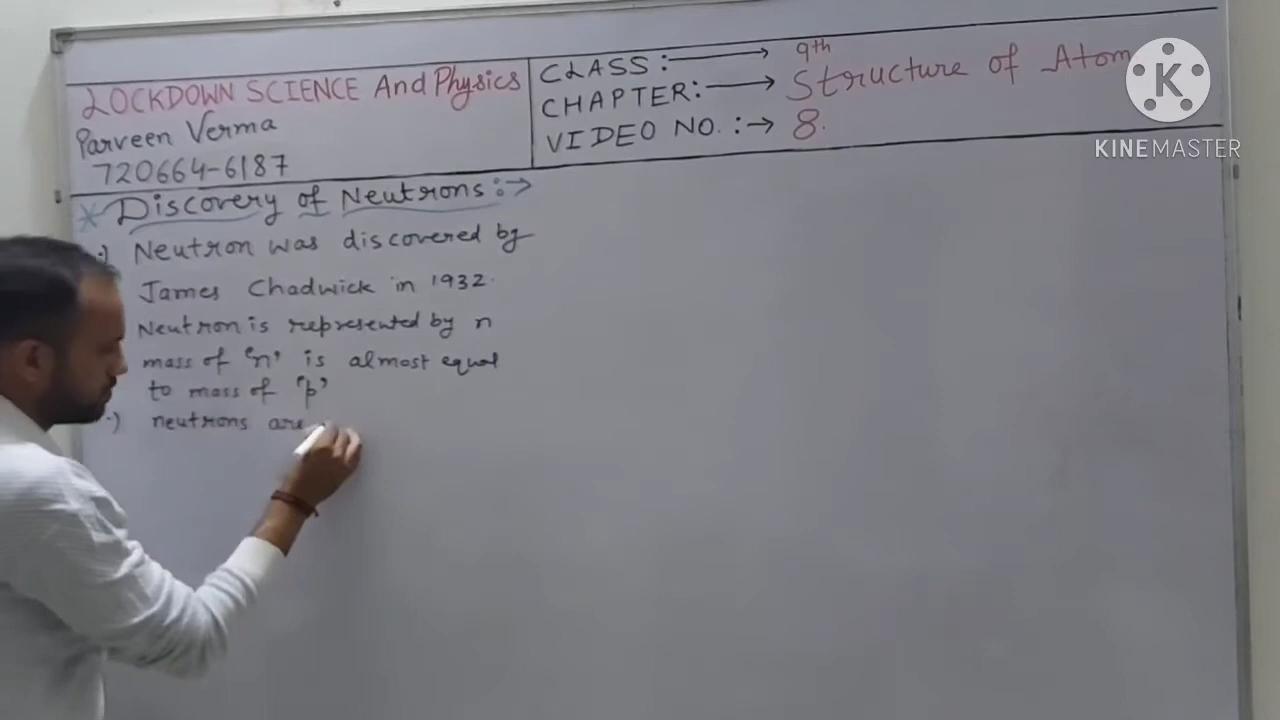 LOCKDOWN SCIENCE And Physics
Parveen Verma
720664-6187
CLASS :→ 9th
CHAPTER:→ Structure of Atom
VIDEO NO. :→ 8.
K
KINEMASTER
* Discovery of Neutrons :→
·) Neutron was discovered by
James Chadwick in 1932.
Neutron is represented by n
mass of 'n' is almost equal
to mass of 'p'
·) neutrons are